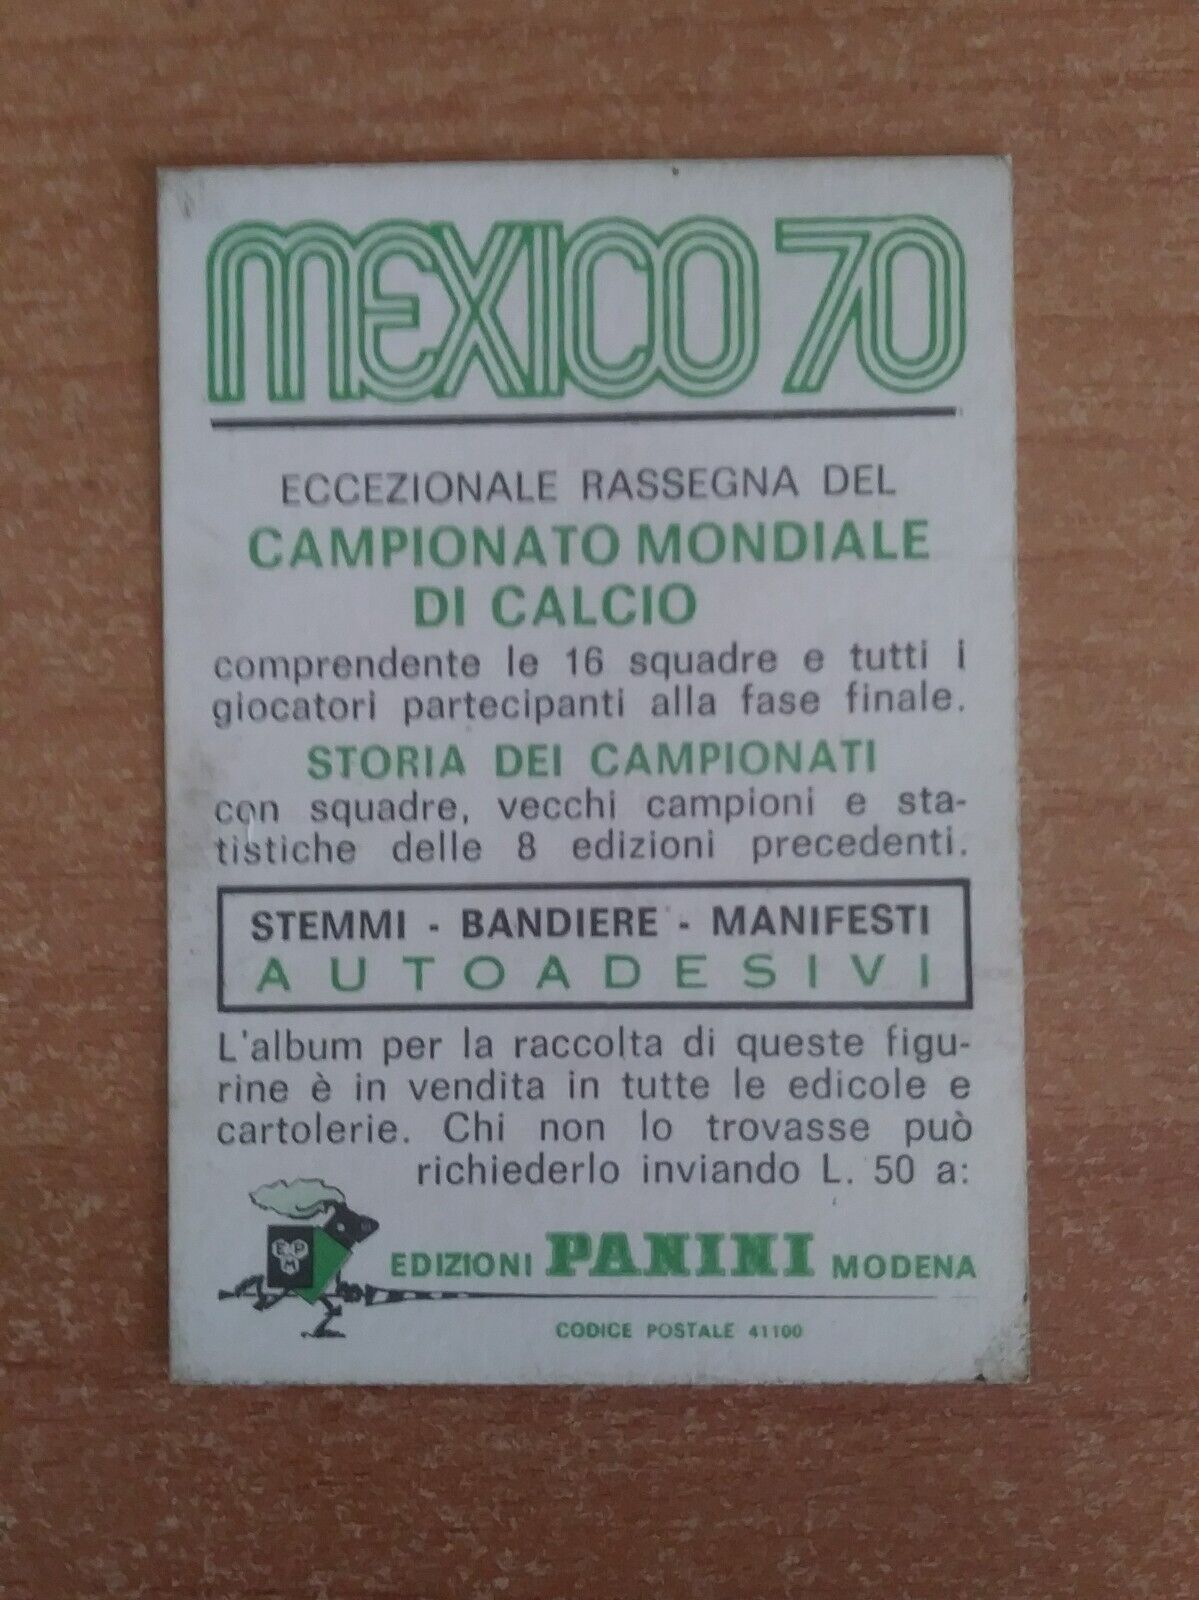 MEXICO 70
ECCEZIONALE RASSEGNA DEL
CAMPIONATO MONDIALE
DI CALCIO
comprendente le 16 squadre e tutti i
giocatori partecipanti alla fase finale.
STORIA DEI CAMPIONATI
con squadre, vecchi campioni e sta-
tistiche delle 8 edizioni precedenti.
STEMMI - BANDIERE - MANIFESTI
AUTOADESIVI
L'album per la raccolta di queste figu-
rine è in vendita in tutte le edicole e
cartolerie. Chi non lo trovasse può
richiederlo inviando L. 50 a:
EPM
EDIZIONI PANINI MODENA
CODICE POSTALE 41100